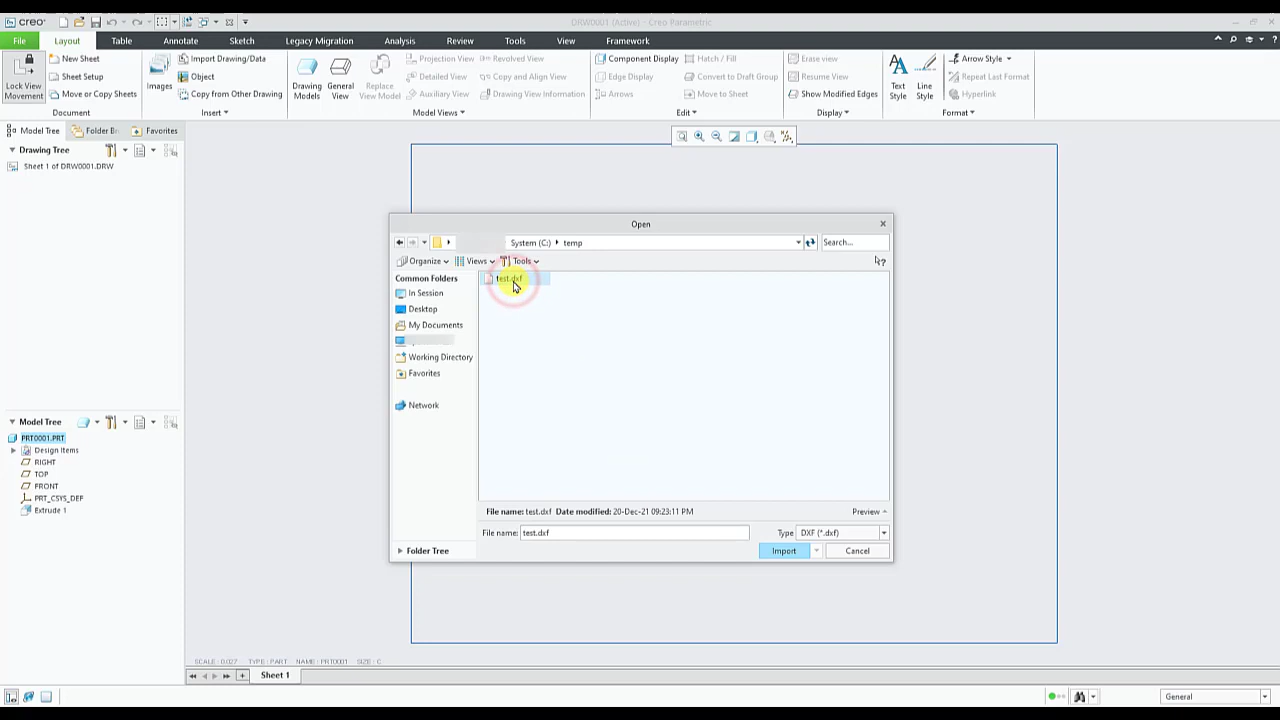 creo DRW0001 (Active) - Creo Parametric
File Layout Table Annotate Sketch Legacy Migration Analysis Review Tools View Framework
Lock View Movement
New Sheet
Sheet Setup
Move or Copy Sheets
Document
Images
Import Drawing/Data
Object
Copy from Other Drawing
Insert
Drawing Models
General View
Replace View Model
Projection View
Detailed View
Auxiliary View
Revolved View
Copy and Align View
Drawing View Information
Model Views
Component Display
Edge Display
Arrows
Hatch / Fill
Convert to Draft Group
Move to Sheet
Edit
Erase view
Resume View
Show Modified Edges
Display
Text Style
Line Style
Arrow Style
Repeat Last Format
Hyperlink
Format
Model Tree Folder Br Favorites
Drawing Tree
Sheet 1 of DRW0001.DRW
Open
System (C:) temp Search...
Organize Views Tools
Common Folders
In Session
Desktop
My Documents
Working Directory
Favorites
Network
test.dxf
File name: test.dxf Date modified: 20-Dec-21 09:23:11 PM Preview
File name: test.dxf Type DXF (*.dxf)
Folder Tree Import Cancel
Model Tree
PRT0001.PRT
Design Items
RIGHT
TOP
FRONT
PRT_CSYS_DEF
Extrude 1
SCALE : 0.027 TYPE : PART NAME : PRT0001 SIZE : C
Sheet 1
General